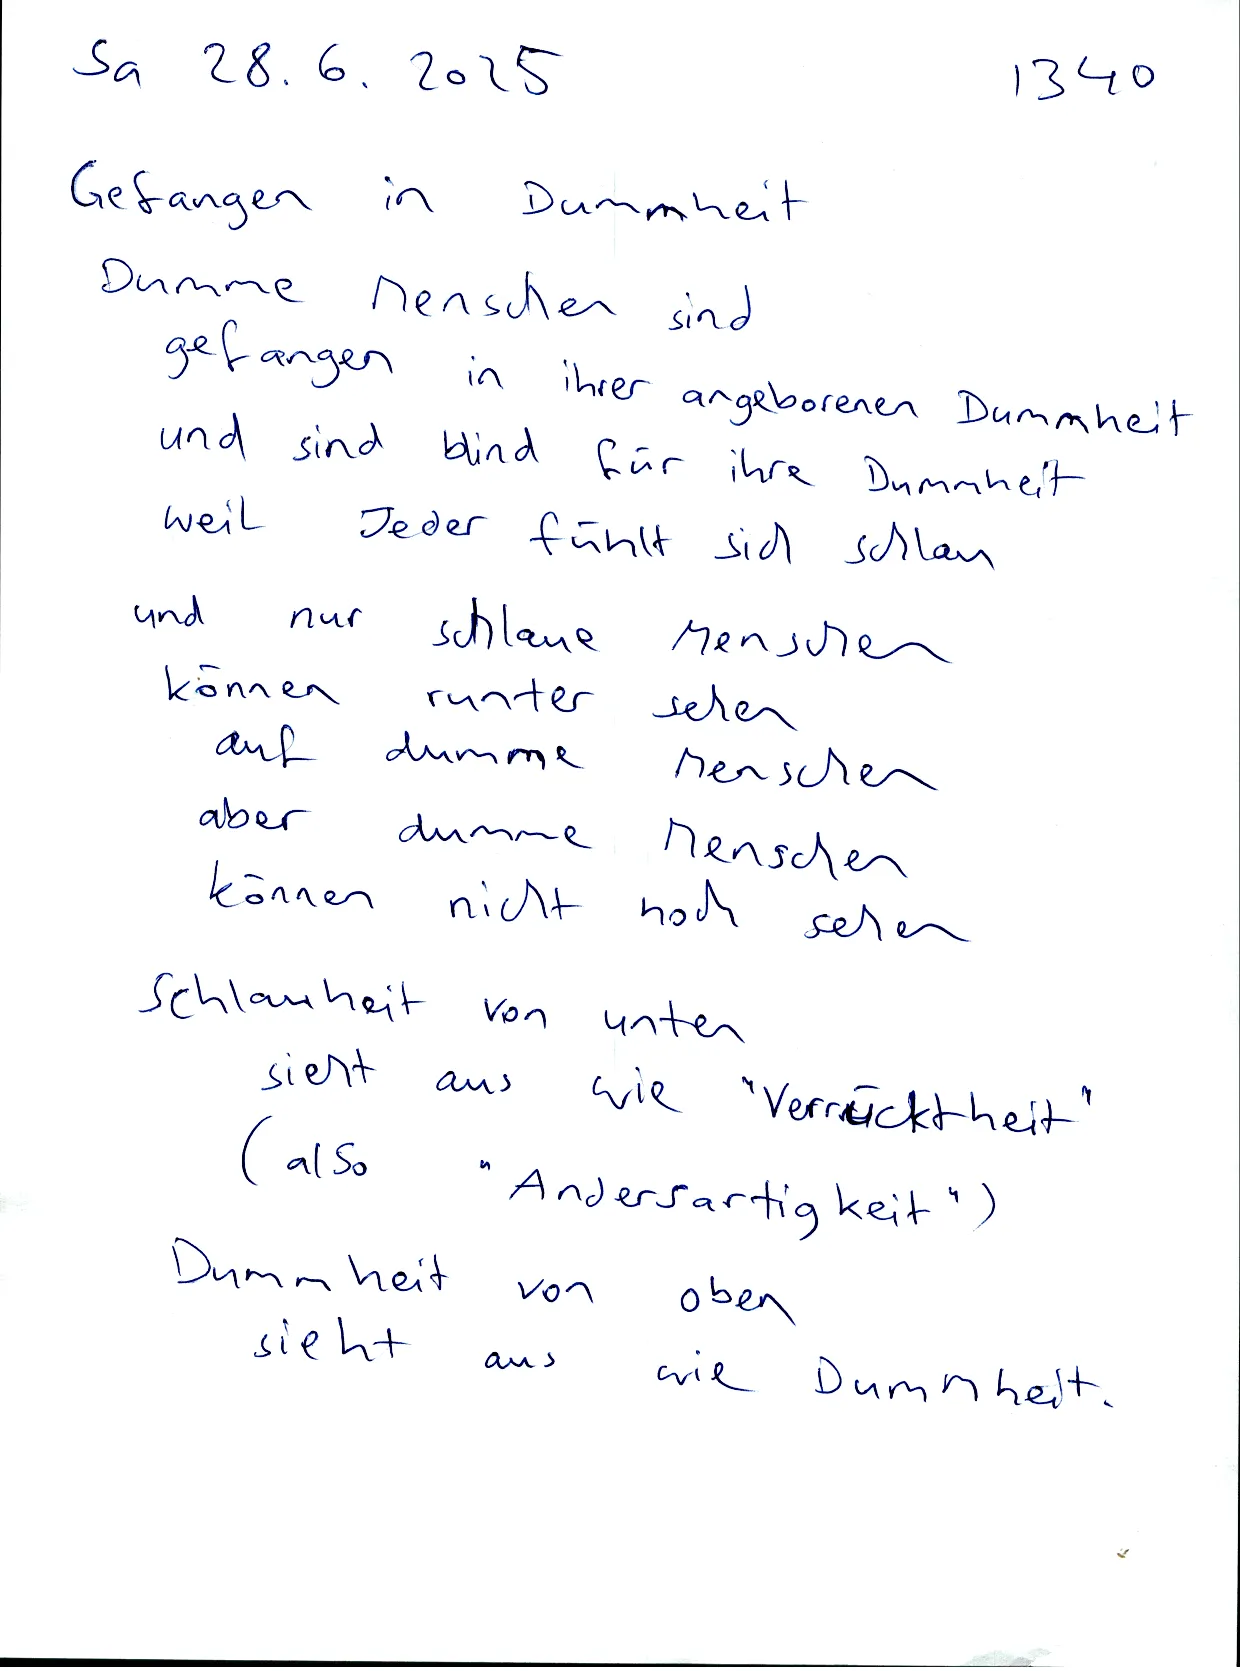 Sa 28.6.2025 1340
Gefangen in Dummheit
Dumme Menschen sind
gefangen in ihrer angeborenen Dummheit
und sind blind für ihre Dummheit
weil Jeder fühlt sich schlau
und nur schlaue Menschen
können runter sehen
auf dumme Menschen
aber dumme Menschen
können nicht hoch sehen
Schlauheit von unten
sieht aus wie "Verrücktheit"
(also "Andersartigkeit")
Dummheit von oben
sieht aus wie Dummheit.